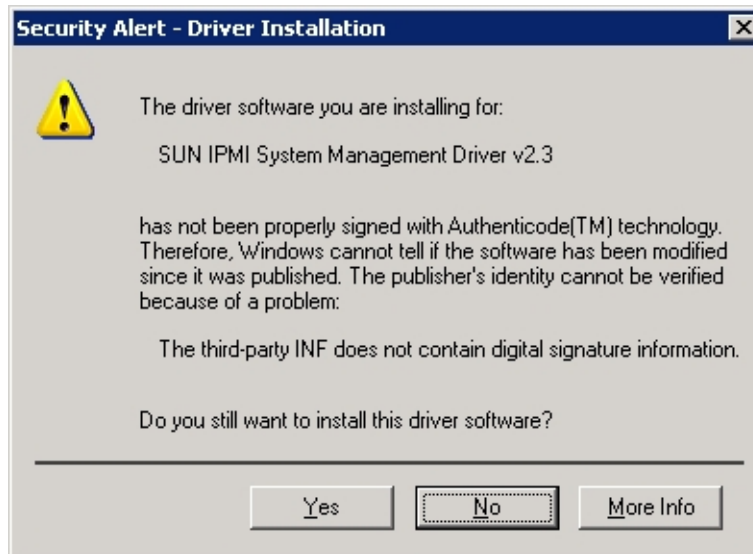 Security Alert - Driver Installation
The driver software you are installing for:
SUN IPMI System Management Driver v2.3
has not been properly signed with Authenticode(TM) technology.
Therefore, Windows cannot tell if the software has been modified
since it was published. The publisher's identity cannot be verified
because of a problem:
The third-party INF does not contain digital signature information.
Do you still want to install this driver software?
Yes No More Info